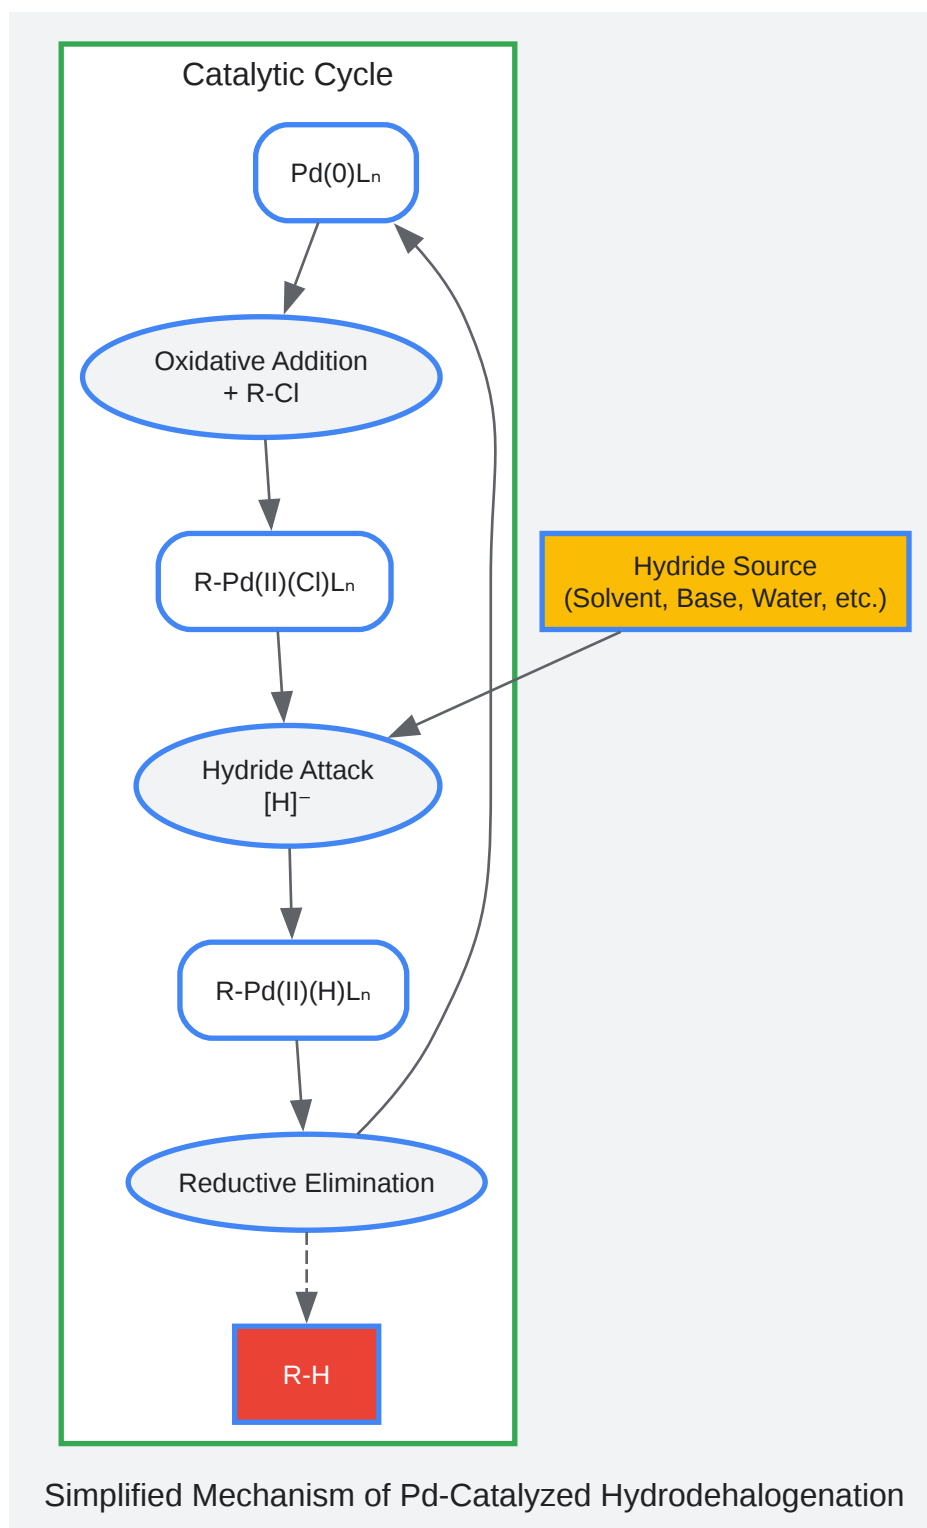 Catalytic Cycle
Pd(0)Lₙ
Oxidative Addition
+ R-Cl
R-Pd(II)(Cl)Lₙ
Hydride Source
(Solvent, Base, Water, etc.)
Hydride Attack
[H]⁻
R-Pd(II)(H)Lₙ
Reductive Elimination
R-H
Simplified Mechanism of Pd-Catalyzed Hydrodehalogenation